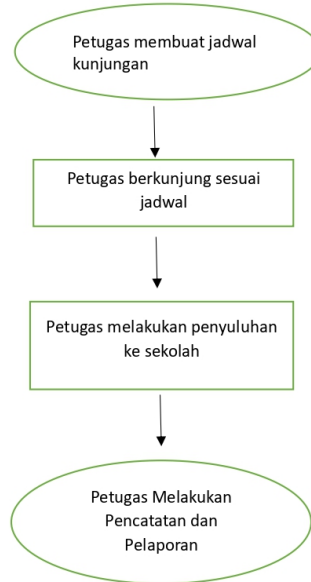 Petugas membuat jadwal
kunjungan
Petugas berkunjung sesuai
jadwal
Petugas melakukan penyuluhan
ke sekolah
Petugas Melakukan
Pencatatan dan
Pelaporan